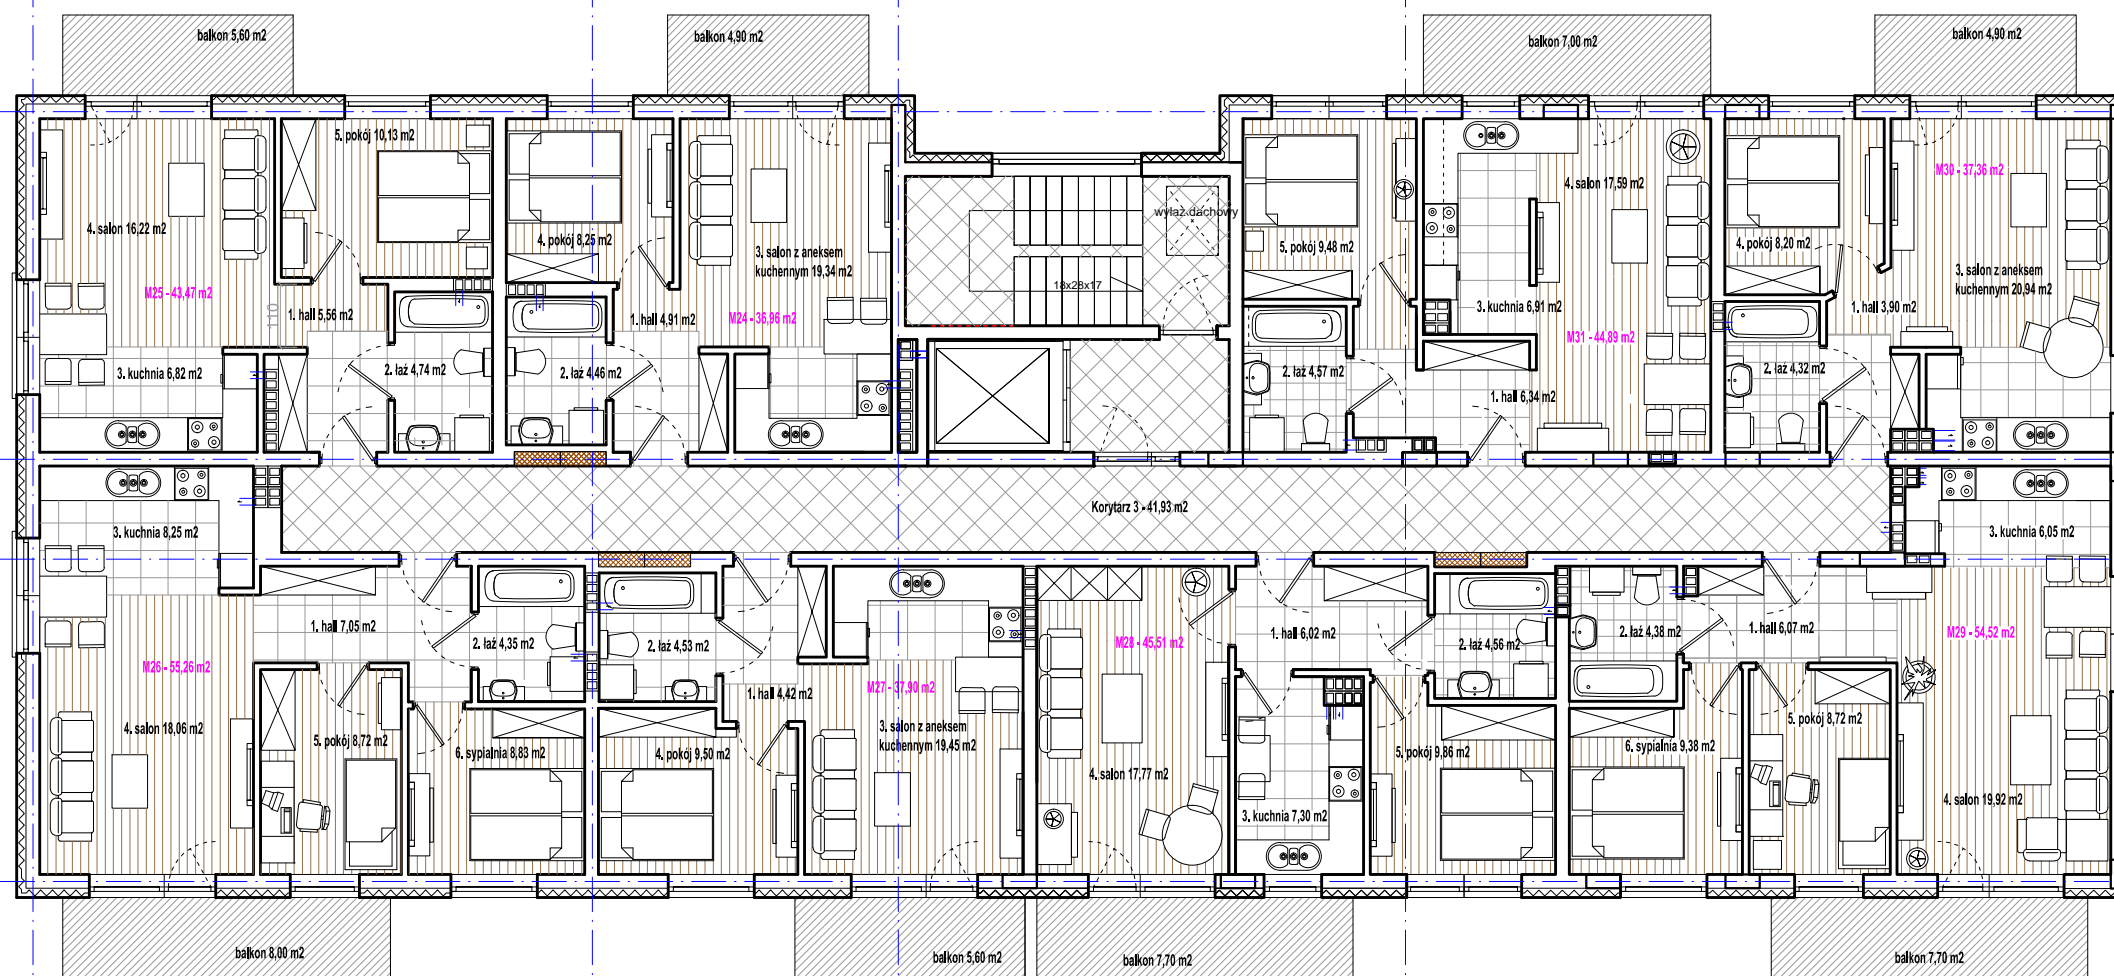 balkon 5,60 m2
balkon 4,90 m2
balkon 7,00 m2
balkon 4,90 m2
5. pokój 10,13 m2
4. salon 16,22 m2
M25 - 43,47 m2
1. hall 5,56 m2
110
3. kuchnia 6,82 m2
2. łaź 4,74 m2
4. pokój 8,25 m2
3. salon z aneksem
kuchennym 19,34 m2
1. hall 4,91 m2
M24 - 36,96 m2
2. łaź 4,46 m2
wyłaz dachowy
18x28x17
5. pokój 9,48 m2
4. salon 17,59 m2
3. kuchnia 6,91 m2
M31 - 44,89 m2
2. łaź 4,57 m2
1. hall 6,34 m2
M30 - 37,36 m2
4. pokój 8,20 m2
3. salon z aneksem
kuchennym 20,94 m2
1. hall 3,90 m2
2. łaź 4,32 m2
Korytarz 3 - 41,93 m2
3. kuchnia 8,25 m2
1. hall 7,05 m2
2. łaź 4,35 m2
M26 - 55,26 m2
4. salon 18,06 m2
5. pokój 8,72 m2
6. sypialnia 8,83 m2
2. łaź 4,53 m2
1. hall 4,42 m2
M27 - 37,90 m2
3. salon z aneksem
kuchennym 19,45 m2
4. pokój 9,50 m2
M28 - 45,51 m2
1. hall 6,02 m2
2. łaź 4,56 m2
4. salon 17,77 m2
3. kuchnia 7,30 m2
5. pokój 9,86 m2
3. kuchnia 6,05 m2
2. łaź 4,38 m2
1. hall 6,07 m2
M29 - 54,52 m2
5. pokój 8,72 m2
6. sypialnia 9,38 m2
4. salon 19,92 m2
balkon 8,00 m2
balkon 5,60 m2
balkon 7,70 m2
balkon 7,70 m2